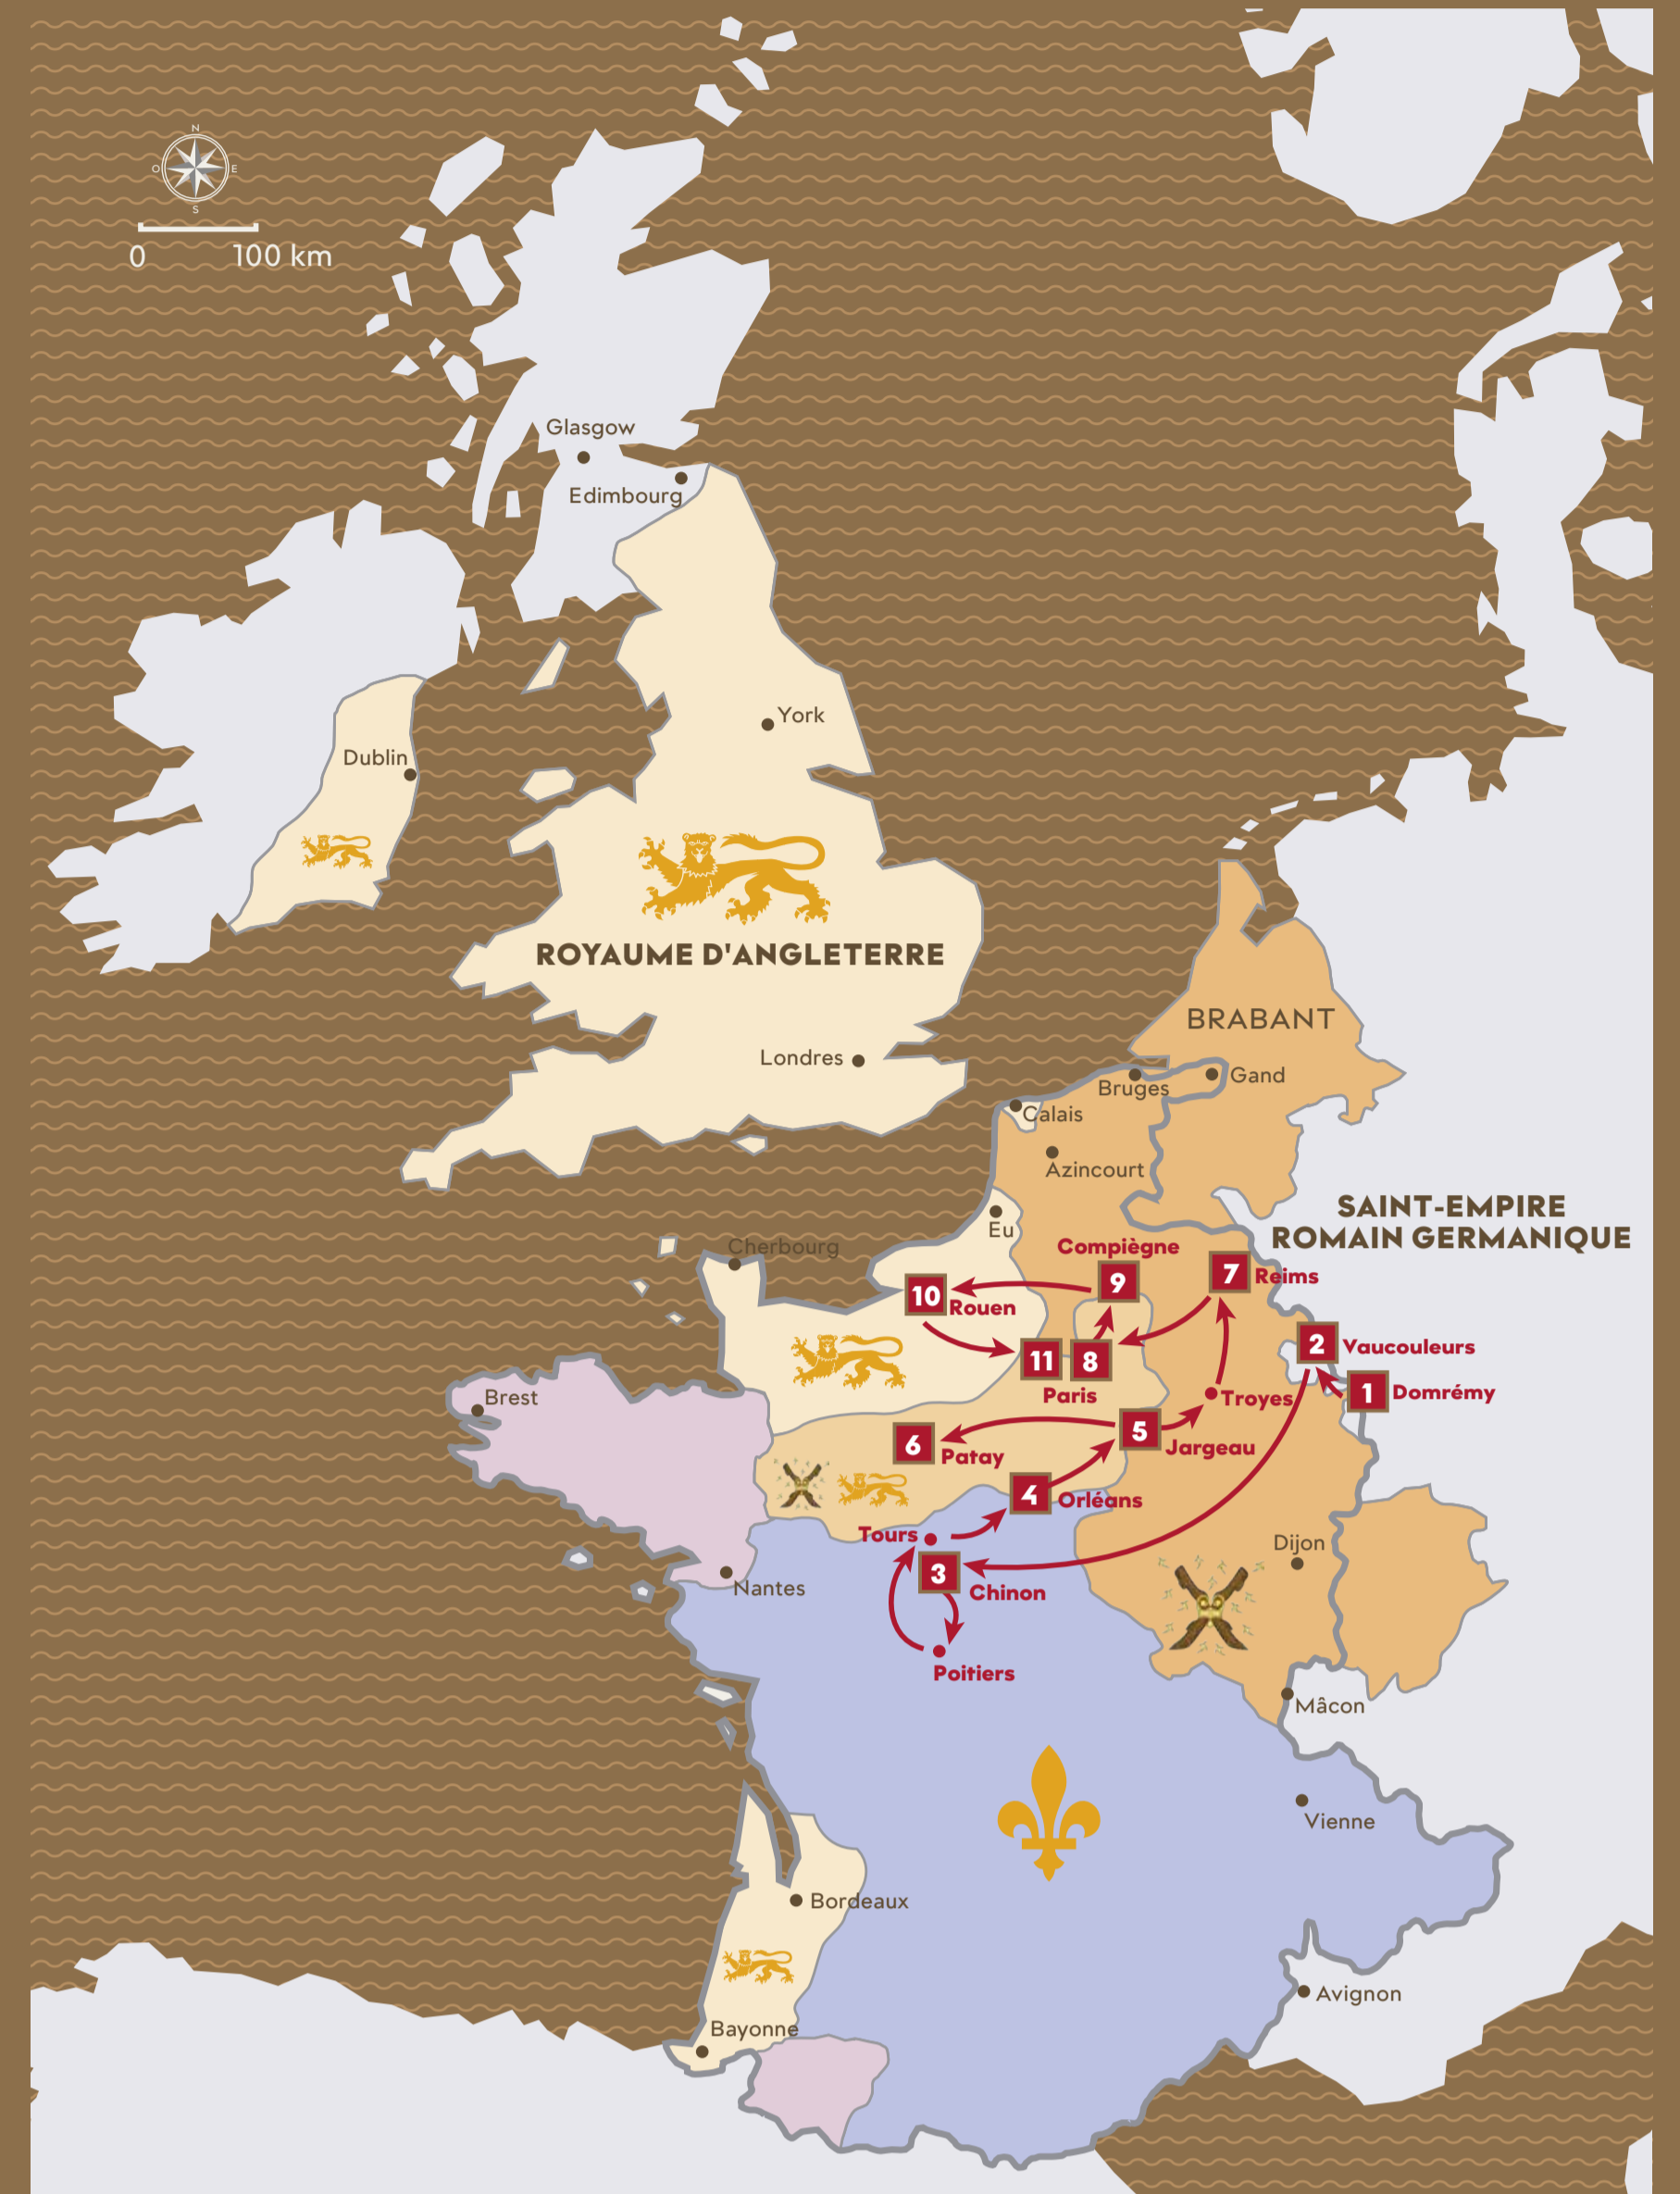 N
O
E
S
0
100 km
Glasgow
Edimbourg
York
Dublin
ROYAUME D'ANGLETERRE
Londres
BRABANT
Bruges
Gand
Calais
Azincourt
SAINT-EMPIRE
ROMAIN GERMANIQUE
Eu
Cherbourg
Compiègne
9
7
Reims
10
Rouen
2
Vaucouleurs
11
8
Paris
1
Domrémy
Troyes
Brest
5
Jargeau
6
Patay
4
Orléans
Tours
3
Chinon
Dijon
Nantes
Poitiers
Mâcon
Vienne
Bordeaux
Avignon
Bayonne